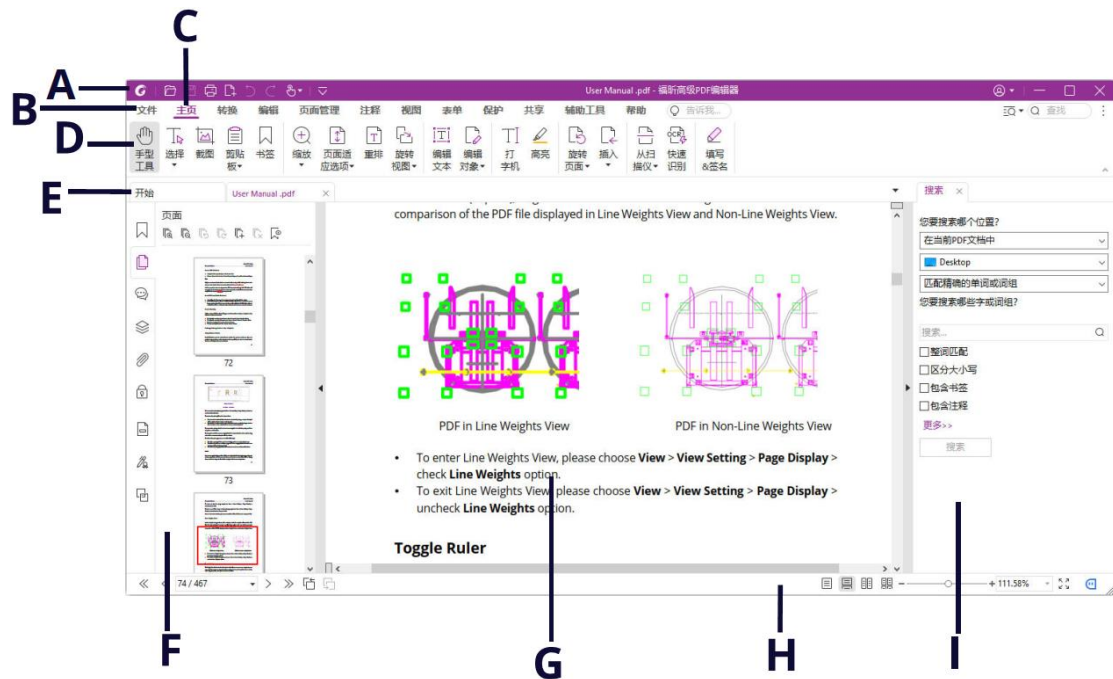 C
A
User Manual .pdf - 福昕高级PDF编辑器
B
文件 主页 转换 编辑 页面管理 注释 视图 表单 保护 共享 辅助工具 帮助 告诉我... 查找
D
手型工具 选择 截图 剪贴板 书签 缩放 页面适应选项 重排 旋转视图 编辑文本 编辑对象 打字机 高亮 旋转页面 插入 从扫描仪 快速识别 填写&签名
E
开始 User Manual .pdf 搜索
页面
comparison of the PDF file displayed in Line Weights View and Non-Line Weights View.
您要搜索哪个位置?
在当前PDF文档中
Desktop
匹配精确的单词或词组
您要搜索哪些字或词组?
搜索...
整词匹配
区分大小写
包含书签
包含注释
更多>>
搜索
72
73
PDF in Line Weights View PDF in Non-Line Weights View
• To enter Line Weights View, please choose View > View Setting > Page Display >
check Line Weights option.
• To exit Line Weights View, please choose View > View Setting > Page Display >
uncheck Line Weights option.
Toggle Ruler
74 / 467 111.58%
F
G
H
I